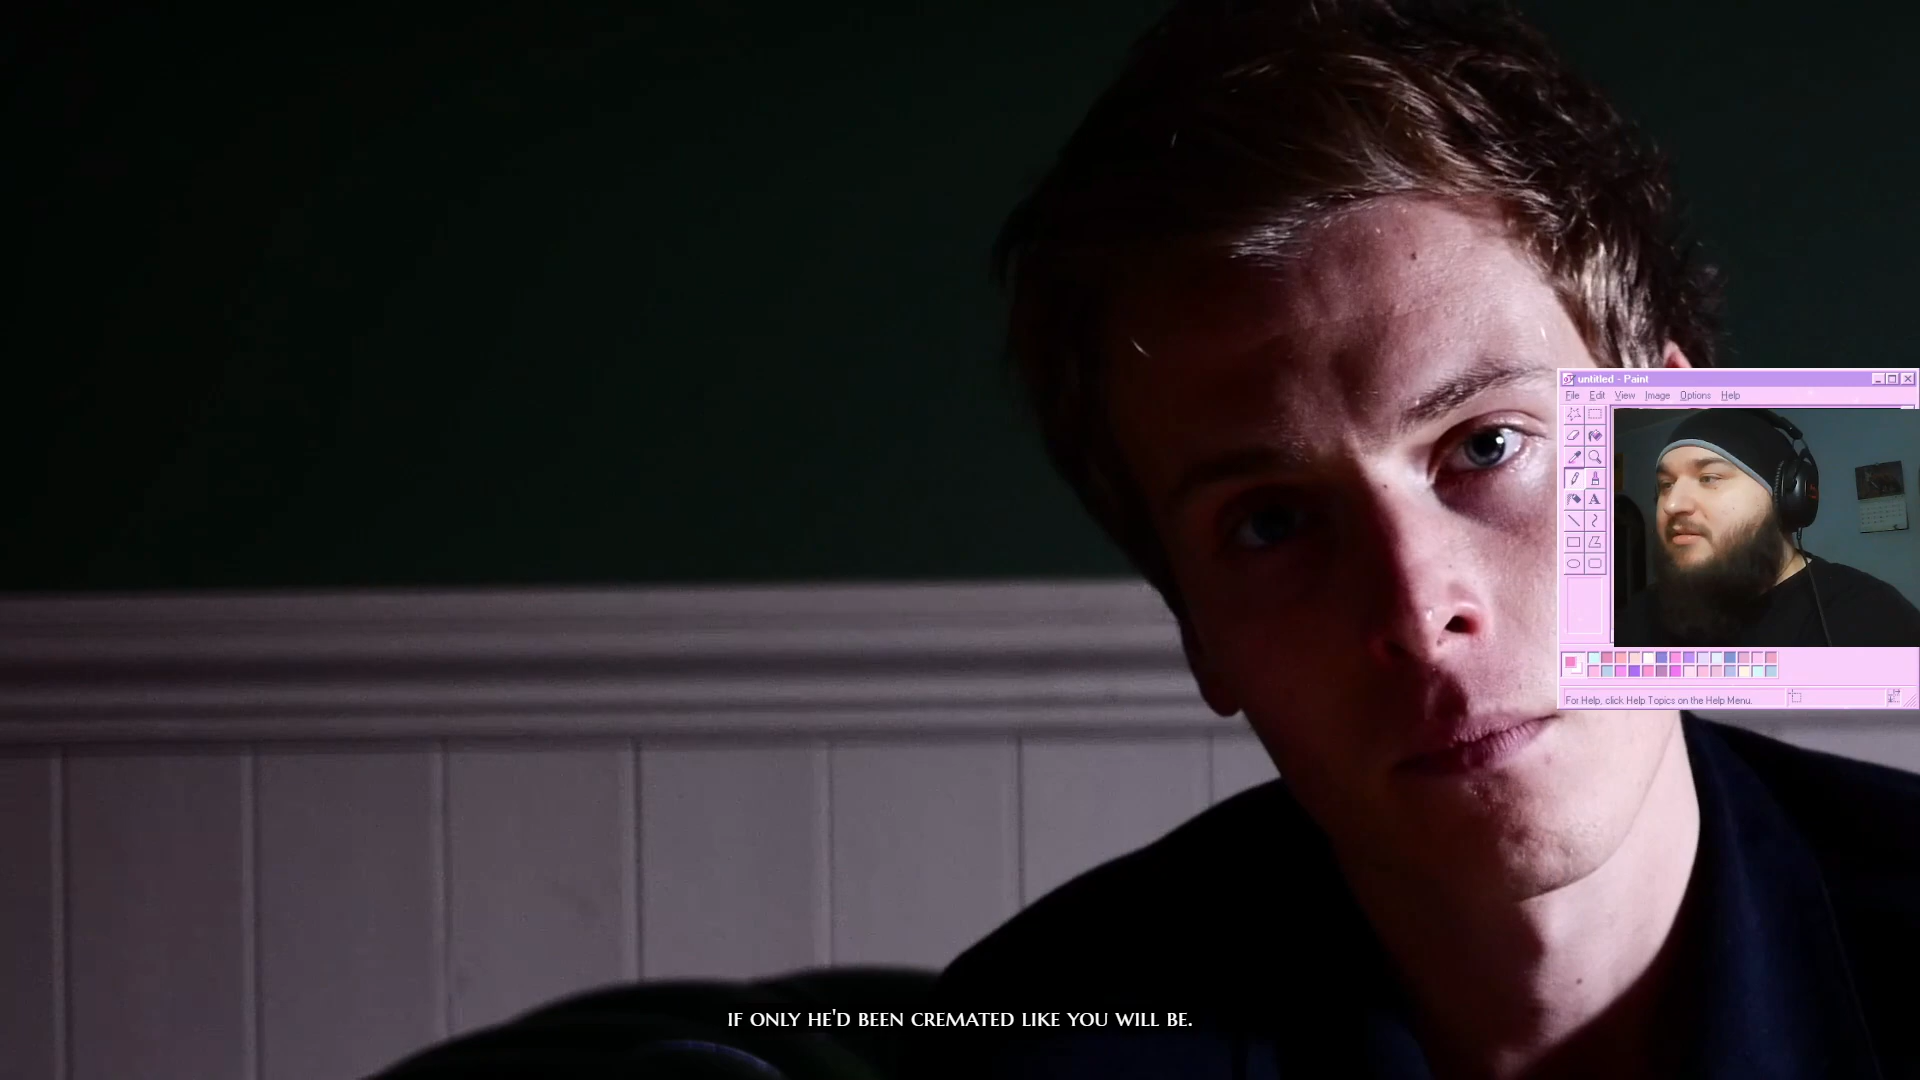 untitled - Paint
File Edit View Image Options Help
For Help, click Help Topics on the Help Menu.
IF ONLY HE'D BEEN CREMATED LIKE YOU WILL BE.